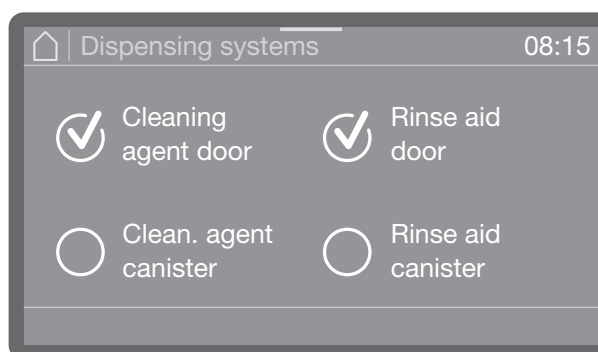 Dispensing systems 08:15
Cleaning
agent door
Rinse aid
door
Clean. agent
canister
Rinse aid
canister